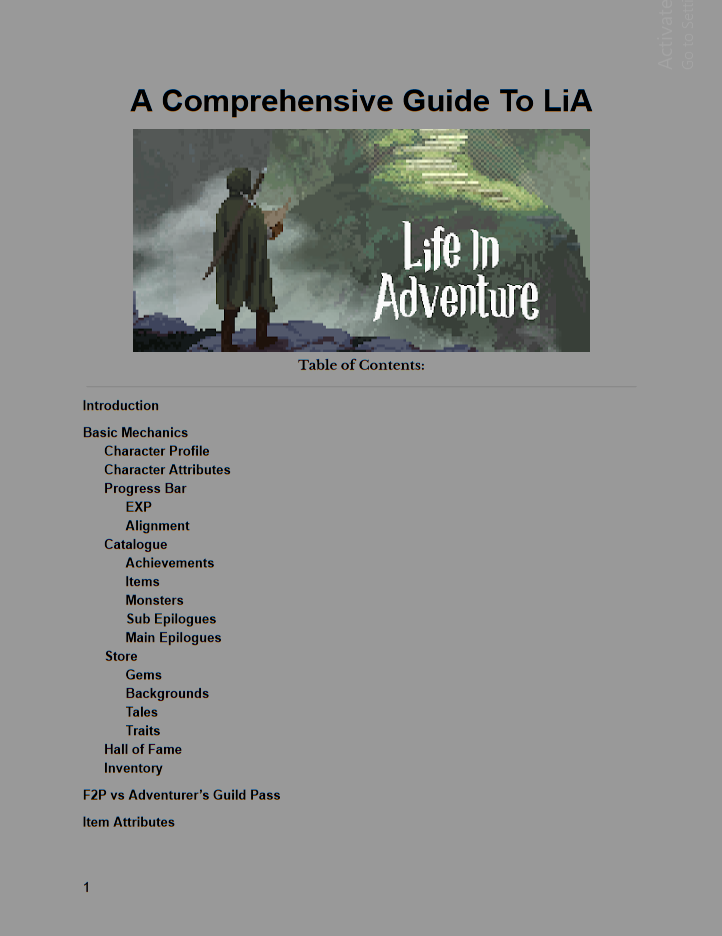 Activate
Go to Setti
A Comprehensive Guide To LiA
Life In
Adventure
Table of Contents:
Introduction
Basic Mechanics
Character Profile
Character Attributes
Progress Bar
EXP
Alignment
Catalogue
Achievements
Items
Monsters
Sub Epilogues
Main Epilogues
Store
Gems
Backgrounds
Tales
Traits
Hall of Fame
Inventory
F2P vs Adventurer’s Guild Pass
Item Attributes
1